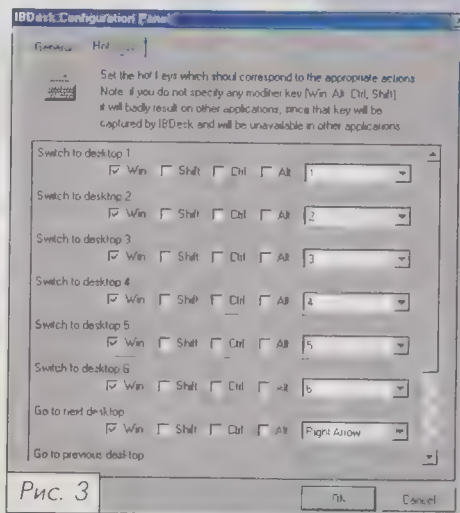 IBDesk Configuration Panel
General Hot
Set the hot keys which should correspond to the appropriate actions
Note: if you do not specify any modifier key [Win, Alt, Ctrl, Shift]
it will badly result on other applications, since that key will be
captured by IBDesk and will be unavailable in other applications
Switch to desktop 1
Win Shift Ctrl Alt 1
Switch to desktop 2
Win Shift Ctrl Alt 2
Switch to desktop 3
Win Shift Ctrl Alt 3
Switch to desktop 4
Win Shift Ctrl Alt 4
Switch to desktop 5
Win Shift Ctrl Alt 5
Switch to desktop 6
Win Shift Ctrl Alt 6
Go to next desktop
Win Shift Ctrl Alt Right Arrow
Go to previous desktop
Рис. 3
OK Cancel